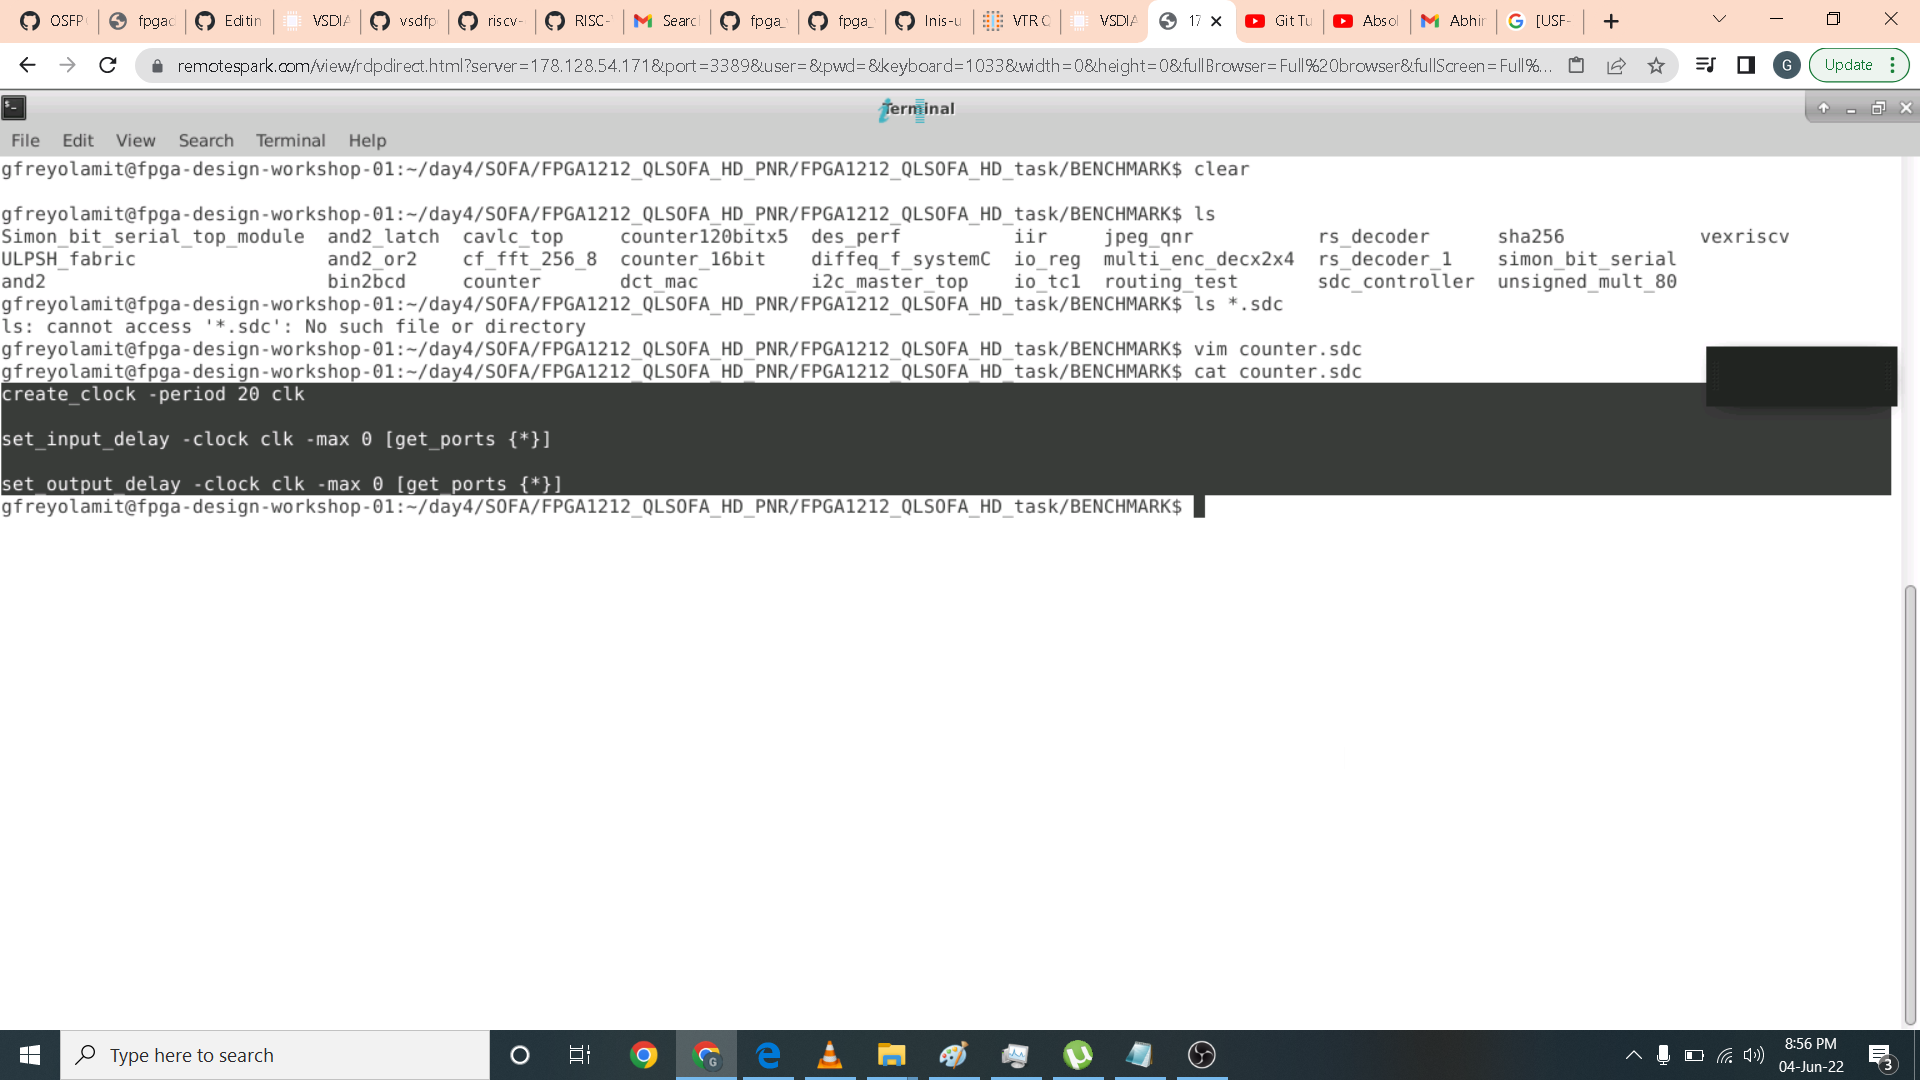 OSFP
fpgad
Editin
VSDIA
vsdfp
riscv-
RISC-
Searc
fpga_
fpga_
lnis-u
VTR C
VSDIA
17
Git Tu
Abso
Abhir
[USF-
remotespark.com/view/rdpdirect.html?server=178.128.54.171&port=3389&user=&pwd=&keyboard=1033&width=0&height=0&fullBrowser=Full%20browser&fullScreen=Full%...
G
Update
Terminal
File Edit View Search Terminal Help
gfreyolamit@fpga-design-workshop-01:~/day4/SOFA/FPGA1212_QLSOFA_HD_PNR/FPGA1212_QLSOFA_HD_task/BENCHMARK$ clear
gfreyolamit@fpga-design-workshop-01:~/day4/SOFA/FPGA1212_QLSOFA_HD_PNR/FPGA1212_QLSOFA_HD_task/BENCHMARK$ ls
Simon_bit_serial_top_module and2_latch cavlc_top counter120bitx5 des_perf iir jpeg_qnr rs_decoder sha256 vexriscv
ULPSH_fabric and2_or2 cf_fft_256_8 counter_16bit diffeq_f_systemC io_reg multi_enc_decx2x4 rs_decoder_1 simon_bit_serial
and2 bin2bcd counter dct_mac i2c_master_top io_tc1 routing_test sdc_controller unsigned_mult_80
gfreyolamit@fpga-design-workshop-01:~/day4/SOFA/FPGA1212_QLSOFA_HD_PNR/FPGA1212_QLSOFA_HD_task/BENCHMARK$ ls *.sdc
ls: cannot access '*.sdc': No such file or directory
gfreyolamit@fpga-design-workshop-01:~/day4/SOFA/FPGA1212_QLSOFA_HD_PNR/FPGA1212_QLSOFA_HD_task/BENCHMARK$ vim counter.sdc
gfreyolamit@fpga-design-workshop-01:~/day4/SOFA/FPGA1212_QLSOFA_HD_PNR/FPGA1212_QLSOFA_HD_task/BENCHMARK$ cat counter.sdc
create_clock -period 20 clk
set_input_delay -clock clk -max 0 [get_ports {*}]
set_output_delay -clock clk -max 0 [get_ports {*}]
gfreyolamit@fpga-design-workshop-01:~/day4/SOFA/FPGA1212_QLSOFA_HD_PNR/FPGA1212_QLSOFA_HD_task/BENCHMARK$
Type here to search
8:56 PM
04-Jun-22
3